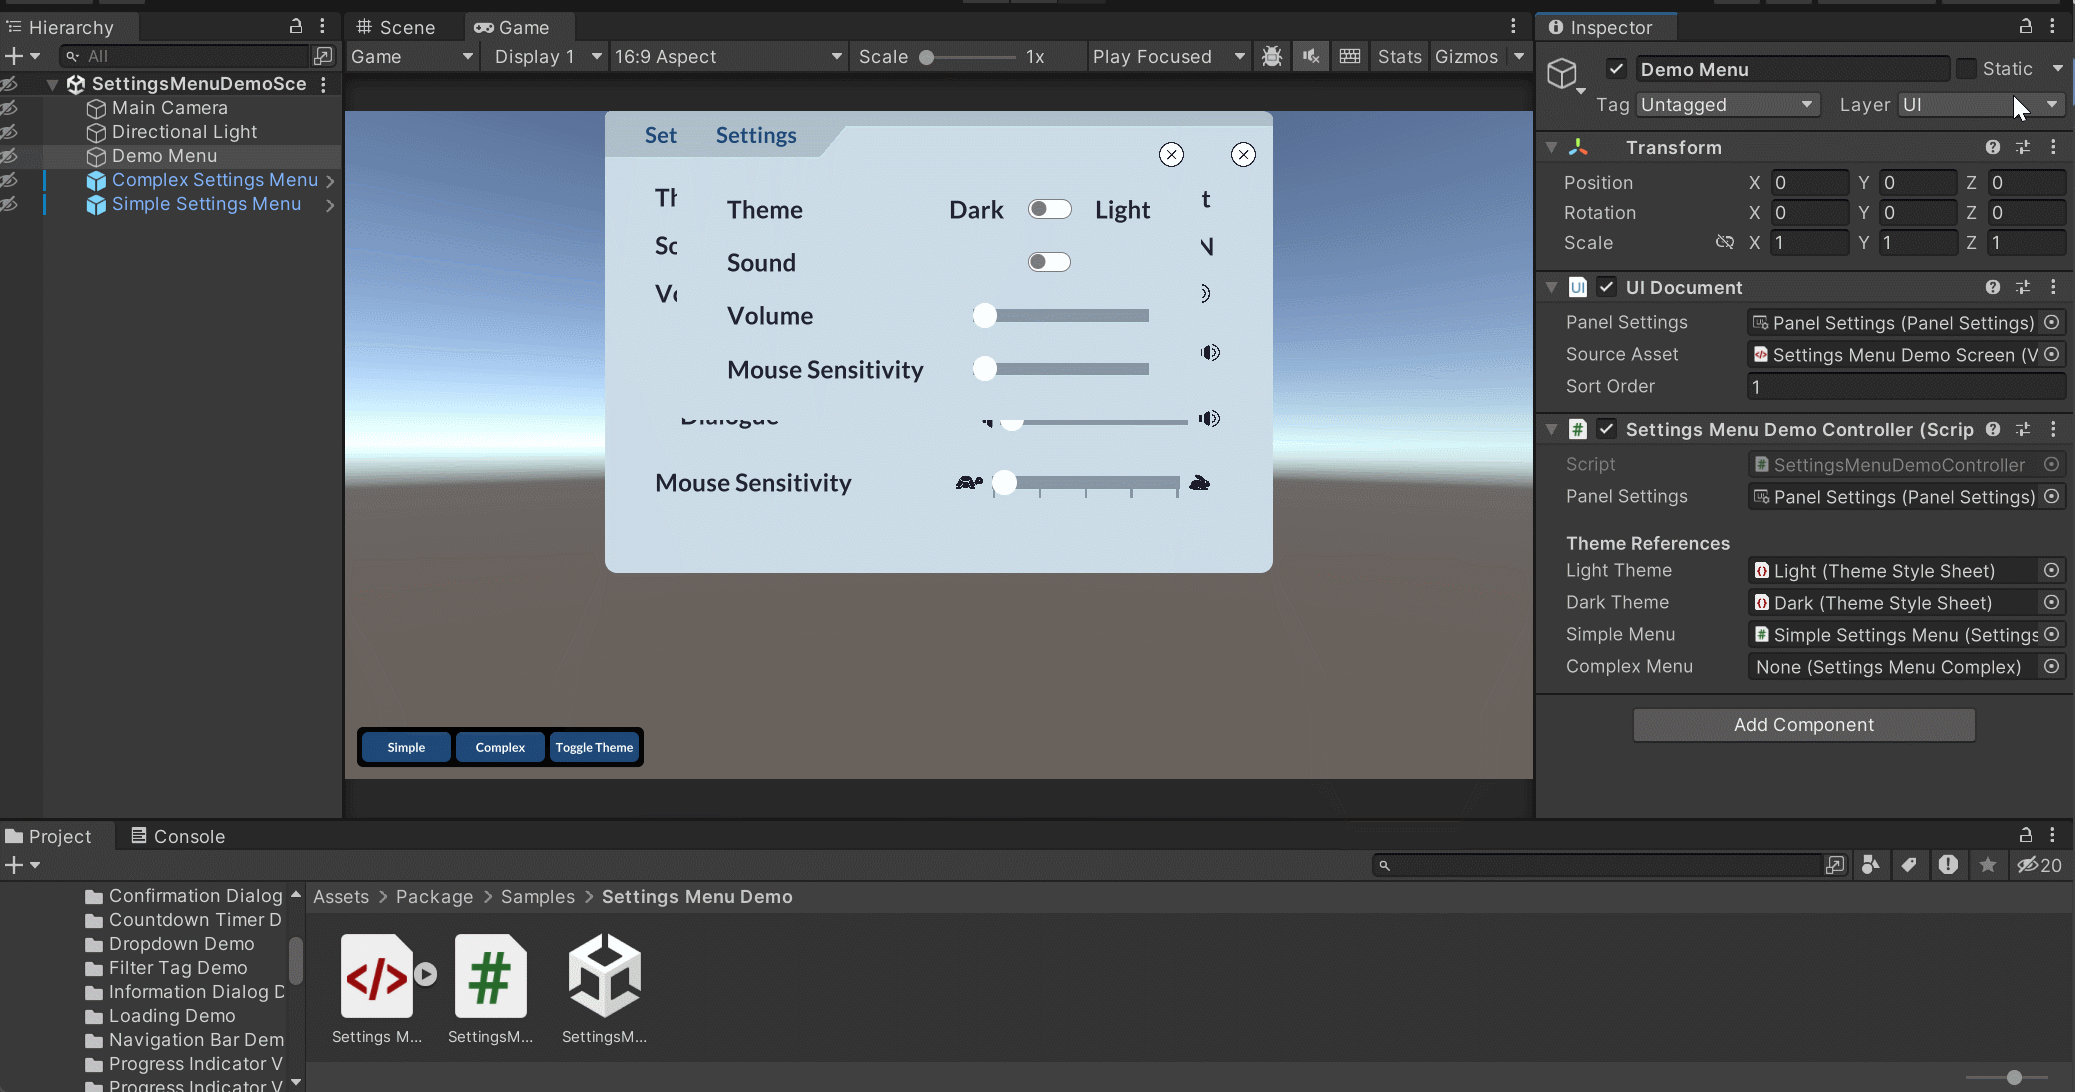 Hierarchy
All
SettingsMenuDemoSce
Main Camera
Directional Light
Demo Menu
Complex Settings Menu
Simple Settings Menu
Scene
Game
Game
Display 1
16:9 Aspect
Scale
1x
Play Focused
Stats
Gizmos
Set
Settings
Th
Theme
Dark
Light
t
So
Sound
N
Vo
Volume
Mouse Sensitivity
Dialogue
Mouse Sensitivity
Simple
Complex
Toggle Theme
Inspector
Demo Menu
Static
Tag
Untagged
Layer
UI
Transform
Position X 0 Y 0 Z 0
Rotation X 0 Y 0 Z 0
Scale X 1 Y 1 Z 1
UI Document
Panel Settings
Panel Settings (Panel Settings)
Source Asset
Settings Menu Demo Screen (V
Sort Order
1
Settings Menu Demo Controller (Scrip
Script
SettingsMenuDemoController
Panel Settings
Panel Settings (Panel Settings)
Theme References
Light Theme
Light (Theme Style Sheet)
Dark Theme
Dark (Theme Style Sheet)
Simple Menu
Simple Settings Menu (Settings
Complex Menu
None (Settings Menu Complex)
Add Component
Project
Console
20
Confirmation Dialog
Countdown Timer D
Dropdown Demo
Filter Tag Demo
Information Dialog D
Loading Demo
Navigation Bar Dem
Progress Indicator V
Progress Indicator V
Assets > Package > Samples > Settings Menu Demo
Settings M...
SettingsM...
SettingsM...